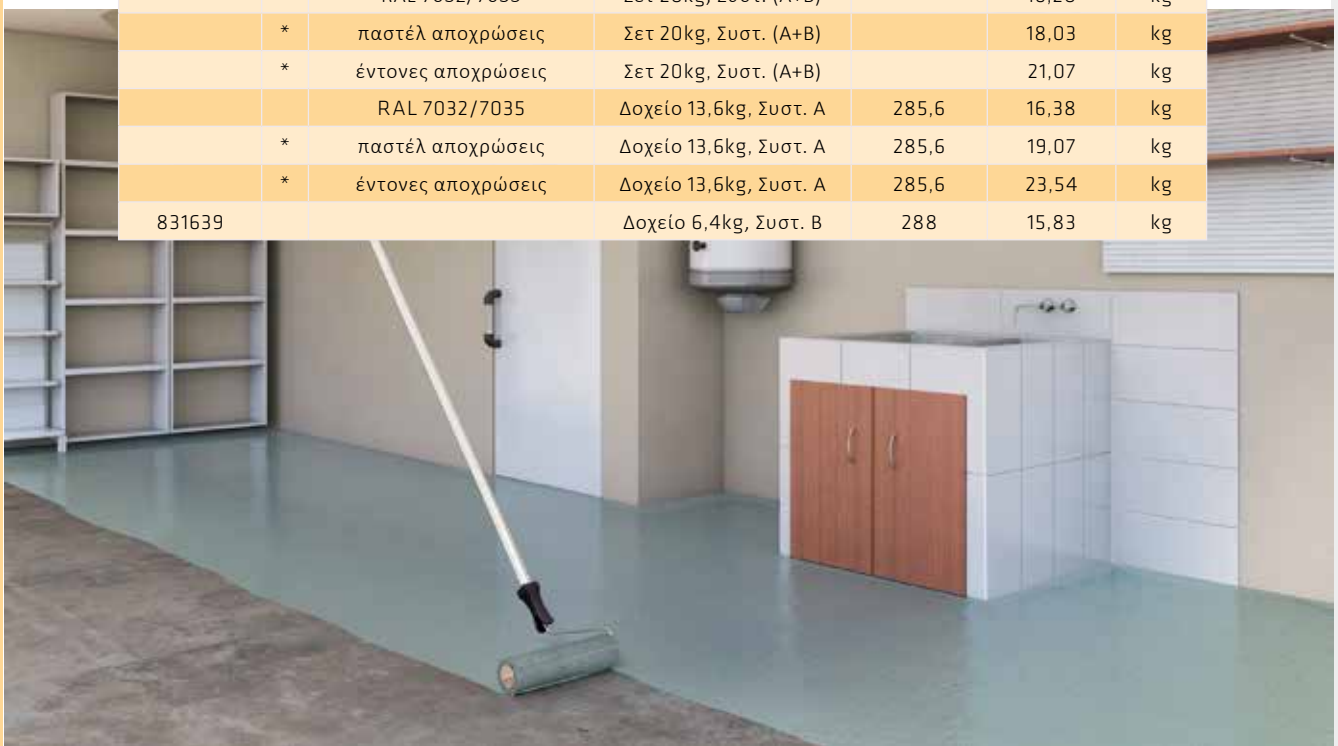 * παστέλ αποχρώσεις Σετ 20kg, Συστ. (Α+Β) 18,03 kg
* έντονες αποχρώσεις Σετ 20kg, Συστ. (Α+Β) 21,07 kg
RAL 7032/7035 Δοχείο 13,6kg, Συστ. Α 285,6 16,38 kg
* παστέλ αποχρώσεις Δοχείο 13,6kg, Συστ. Α 285,6 19,07 kg
* έντονες αποχρώσεις Δοχείο 13,6kg, Συστ. Α 285,6 23,54 kg
831639 Δοχείο 6,4kg, Συστ. Β 288 15,83 kg